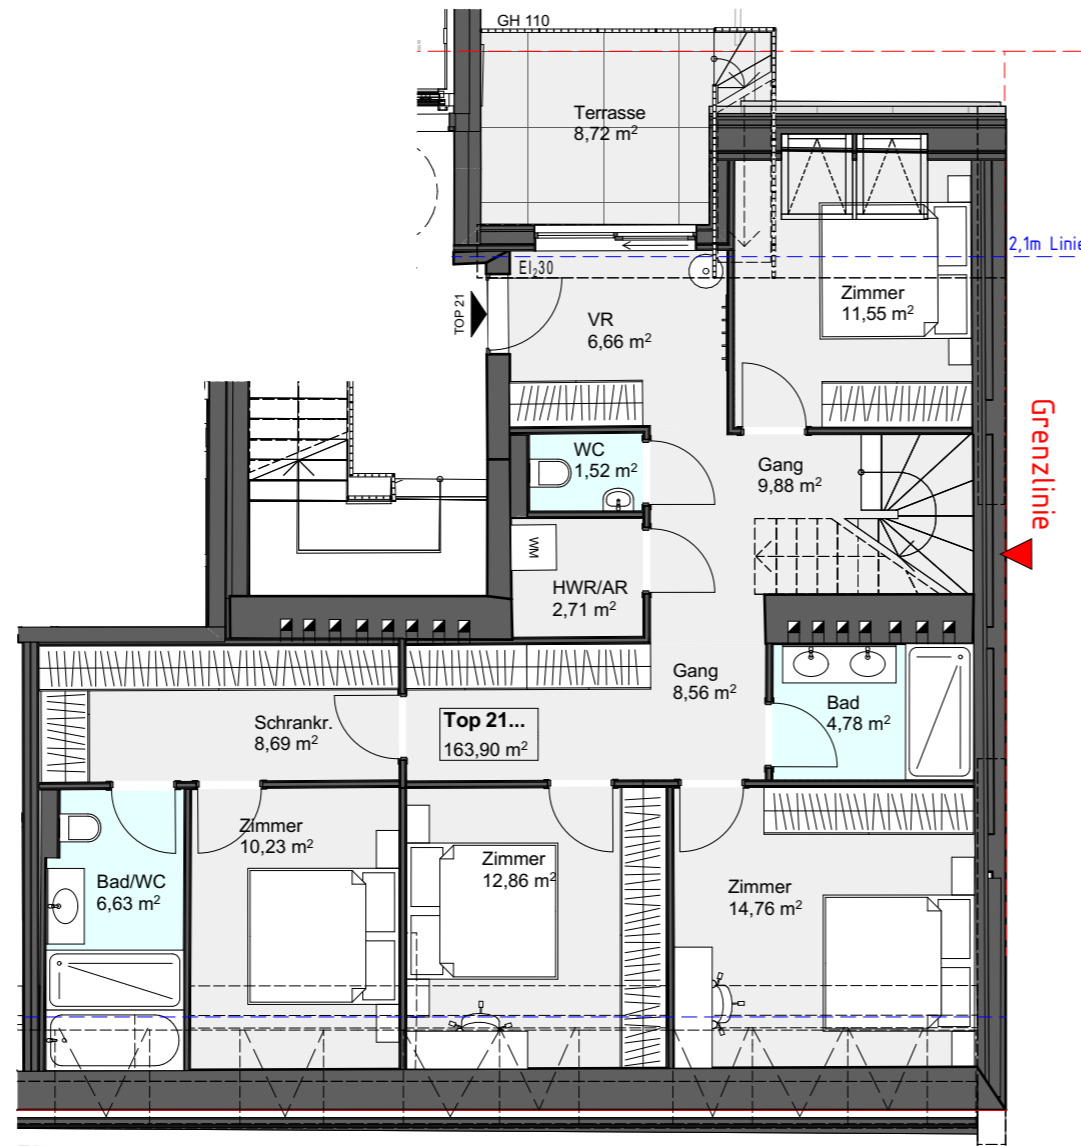 GH 110
Terrasse
8,72 m²
2,1m Linie
EI₂30
TOP 21
VR
6,66 m²
Zimmer
11,55 m²
Grenzlinie
WC
1,52 m²
Gang
9,88 m²
WM
HWR/AR
2,71 m²
Gang
8,56 m²
Bad
4,78 m²
Schrankr.
8,69 m²
Top 21...
163,90 m²
Zimmer
10,23 m²
Zimmer
12,86 m²
Zimmer
14,76 m²
Bad/WC
6,63 m²